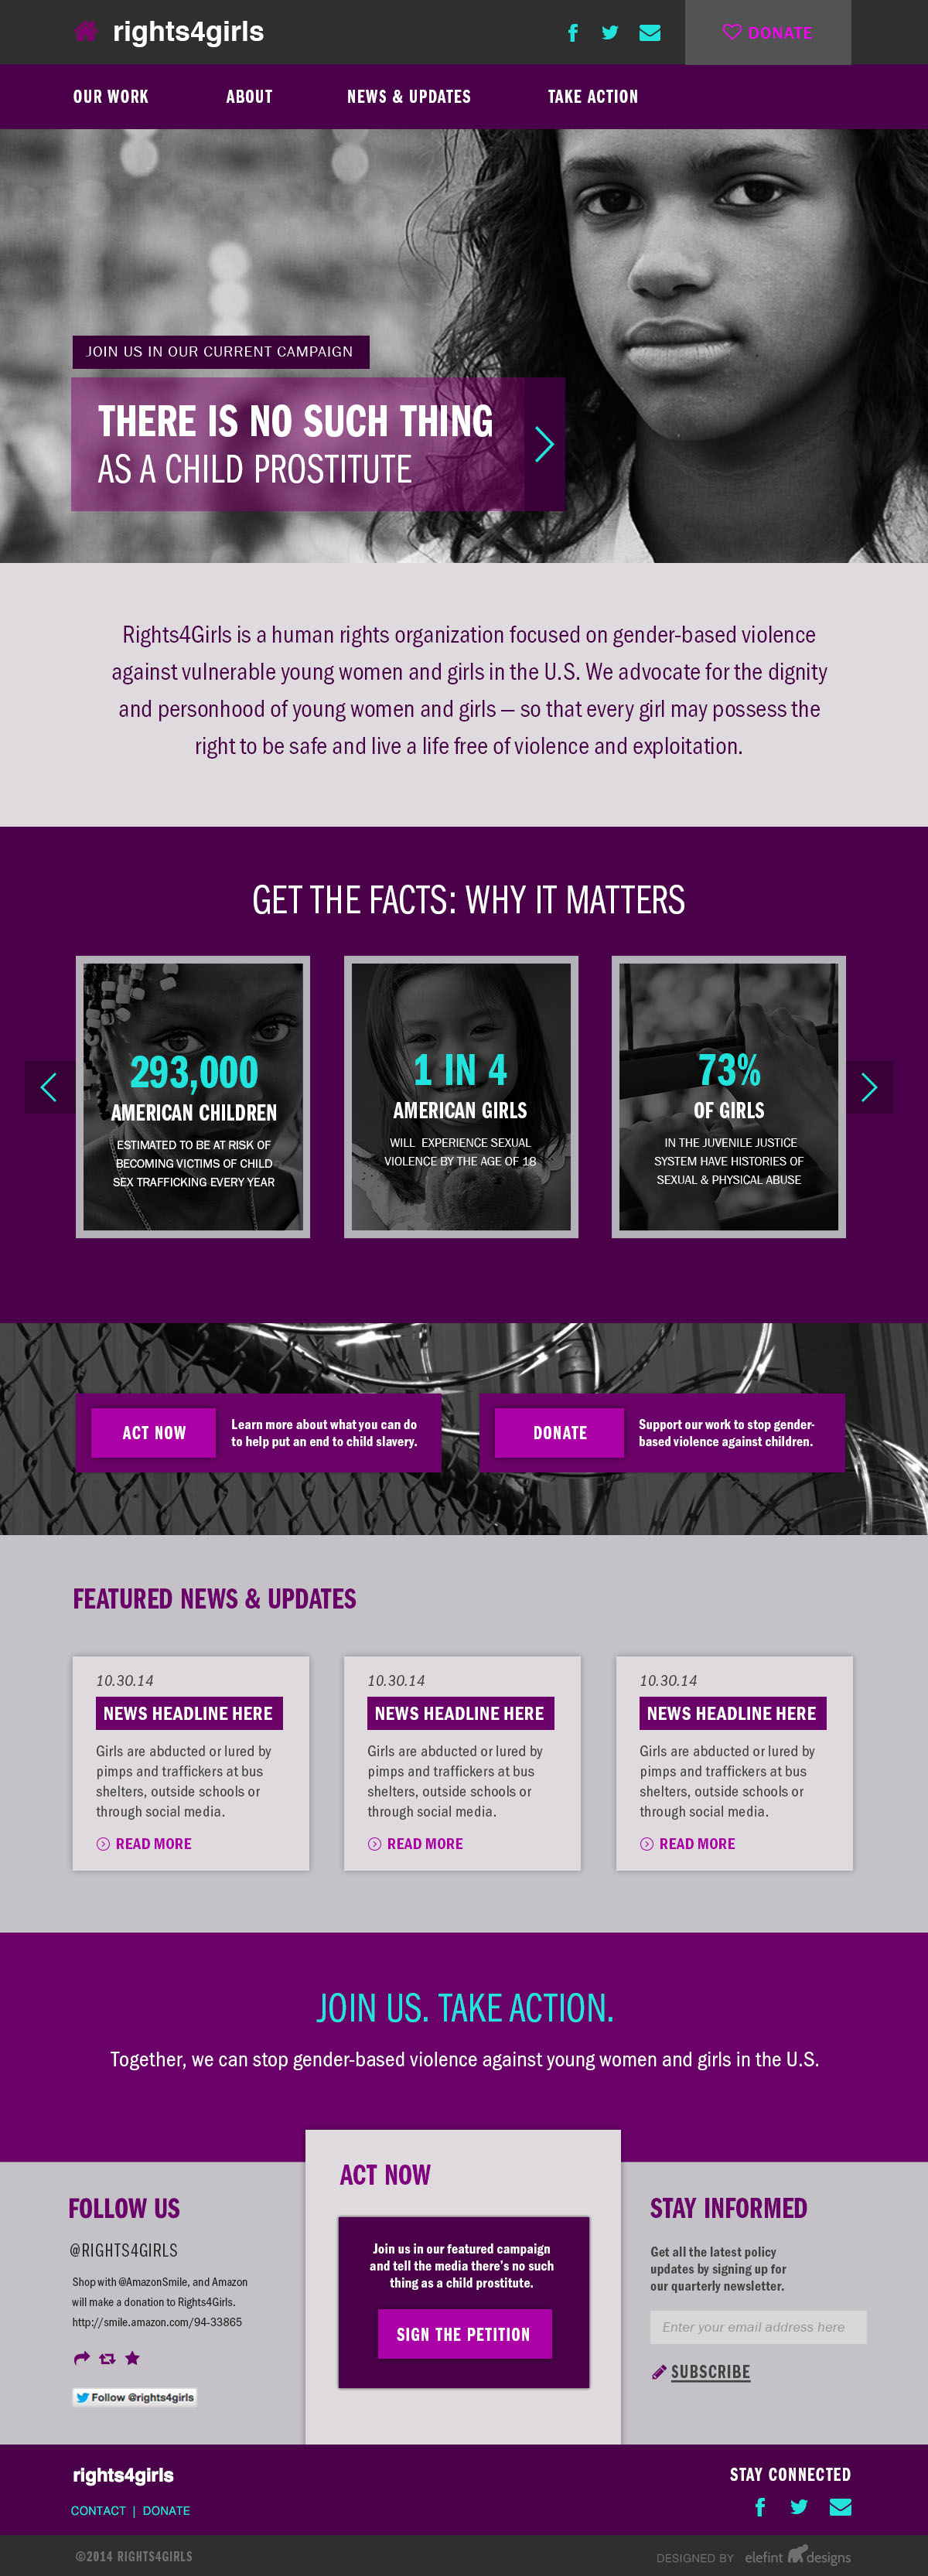 rights4girls
DONATE
OUR WORK ABOUT NEWS & UPDATES TAKE ACTION
JOIN US IN OUR CURRENT CAMPAIGN
THERE IS NO SUCH THING
AS A CHILD PROSTITUTE
Rights4Girls is a human rights organization focused on gender-based violence
against vulnerable young women and girls in the U.S. We advocate for the dignity
and personhood of young women and girls — so that every girl may possess the
right to be safe and live a life free of violence and exploitation.
GET THE FACTS: WHY IT MATTERS
293,000
AMERICAN CHILDREN
ESTIMATED TO BE AT RISK OF
BECOMING VICTIMS OF CHILD
SEX TRAFFICKING EVERY YEAR
1 IN 4
AMERICAN GIRLS
WILL EXPERIENCE SEXUAL
VIOLENCE BY THE AGE OF 18
73%
OF GIRLS
IN THE JUVENILE JUSTICE
SYSTEM HAVE HISTORIES OF
SEXUAL & PHYSICAL ABUSE
ACT NOW
Learn more about what you can do
to help put an end to child slavery.
DONATE
Support our work to stop gender-
based violence against children.
FEATURED NEWS & UPDATES
10.30.14
NEWS HEADLINE HERE
Girls are abducted or lured by
pimps and traffickers at bus
shelters, outside schools or
through social media.
READ MORE
10.30.14
NEWS HEADLINE HERE
Girls are abducted or lured by
pimps and traffickers at bus
shelters, outside schools or
through social media.
READ MORE
10.30.14
NEWS HEADLINE HERE
Girls are abducted or lured by
pimps and traffickers at bus
shelters, outside schools or
through social media.
READ MORE
JOIN US. TAKE ACTION.
Together, we can stop gender-based violence against young women and girls in the U.S.
FOLLOW US
@RIGHTS4GIRLS
Shop with @AmazonSmile, and Amazon
will make a donation to Rights4Girls.
http://smile.amazon.com/94-33865
Follow @rights4girls
ACT NOW
Join us in our featured campaign
and tell the media there's no such
thing as a child prostitute.
SIGN THE PETITION
STAY INFORMED
Get all the latest policy
updates by signing up for
our quarterly newsletter.
Enter your email address here
SUBSCRIBE
rights4girls
CONTACT | DONATE
STAY CONNECTED
©2014 RIGHTS4GIRLS
DESIGNED BY elefint designs